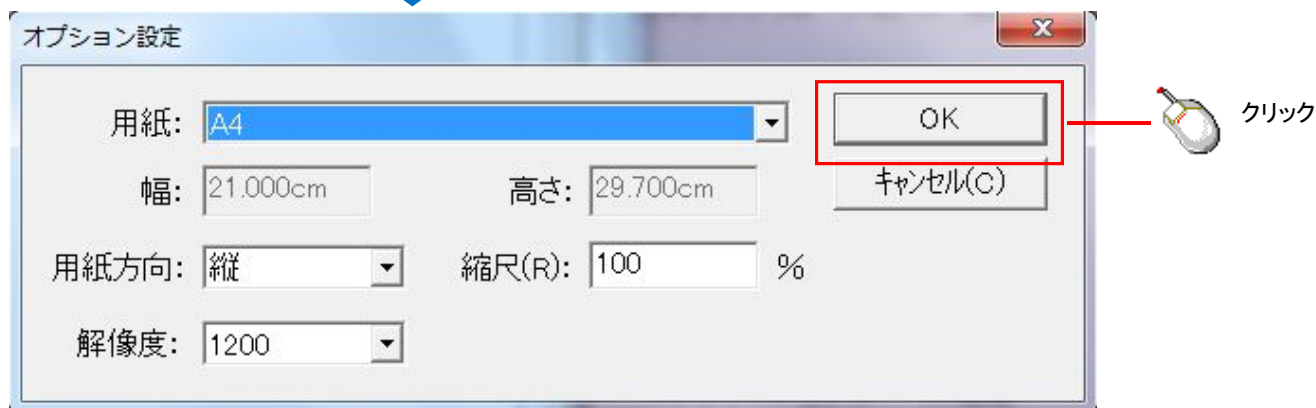 オプション設定
用紙: A4
OK
クリック
幅: 21.000cm 高さ: 29.700cm
キャンセル(C)
用紙方向: 縦 縮尺(R): 100 %
解像度: 1200